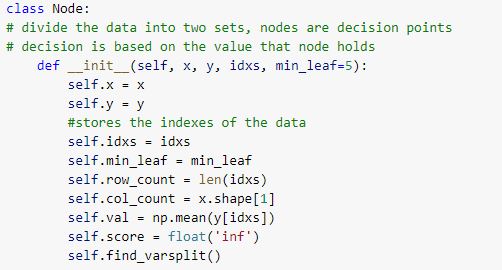 class Node:
# divide the data into two sets, nodes are decision points
# decision is based on the value that node holds
    def __init__(self, x, y, idxs, min_leaf=5):
        self.x = x
        self.y = y
        #stores the indexes of the data
        self.idxs = idxs
        self.min_leaf = min_leaf
        self.row_count = len(idxs)
        self.col_count = x.shape[1]
        self.val = np.mean(y[idxs])
        self.score = float('inf')
        self.find_varsplit()